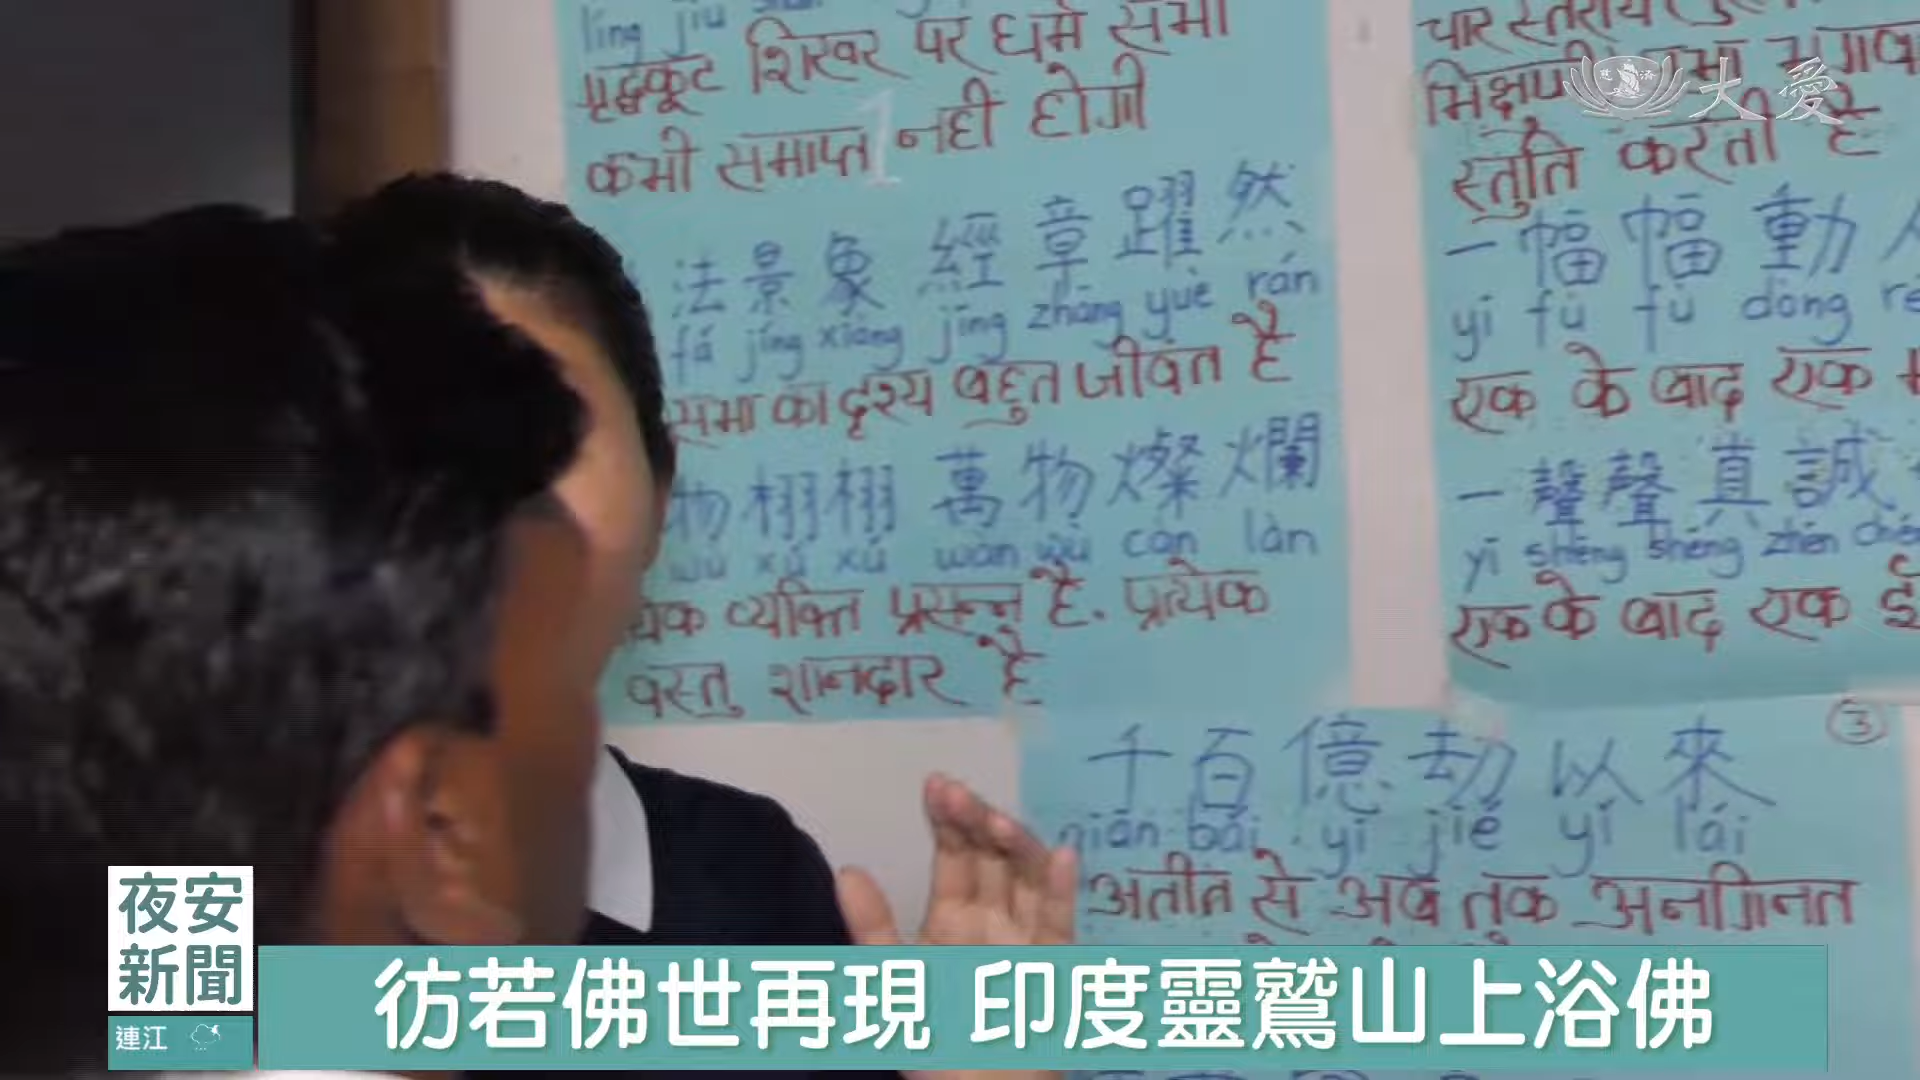 líng jiù shān
गृद्धकूट शिखर पर धर्म सभा
कभी समाप्त नही होगी
法景象 經章躍然
fǎ jǐng xiàng jīng zhāng yuè rán
सभा का दृश्य बहुत जीवंत है
物栩栩 萬物燦爛
wù xǔ xǔ wàn wù càn làn
व्यक्ति प्रसन्न है. प्रत्येक
वस्तु शानदार है
स्तुति करती है
一幅幅動
yī fú fú dòng
एक के बाद एक
一聲聲真誠
yī shēng shēng zhēn chéng
एक के बाद एक
3
千百億劫以來
qiān bǎi yì jié yǐ lái
अतीत से अब तक अनगिनत
大愛
夜安
新聞
連江
彷若佛世再現 印度靈鷲山上浴佛